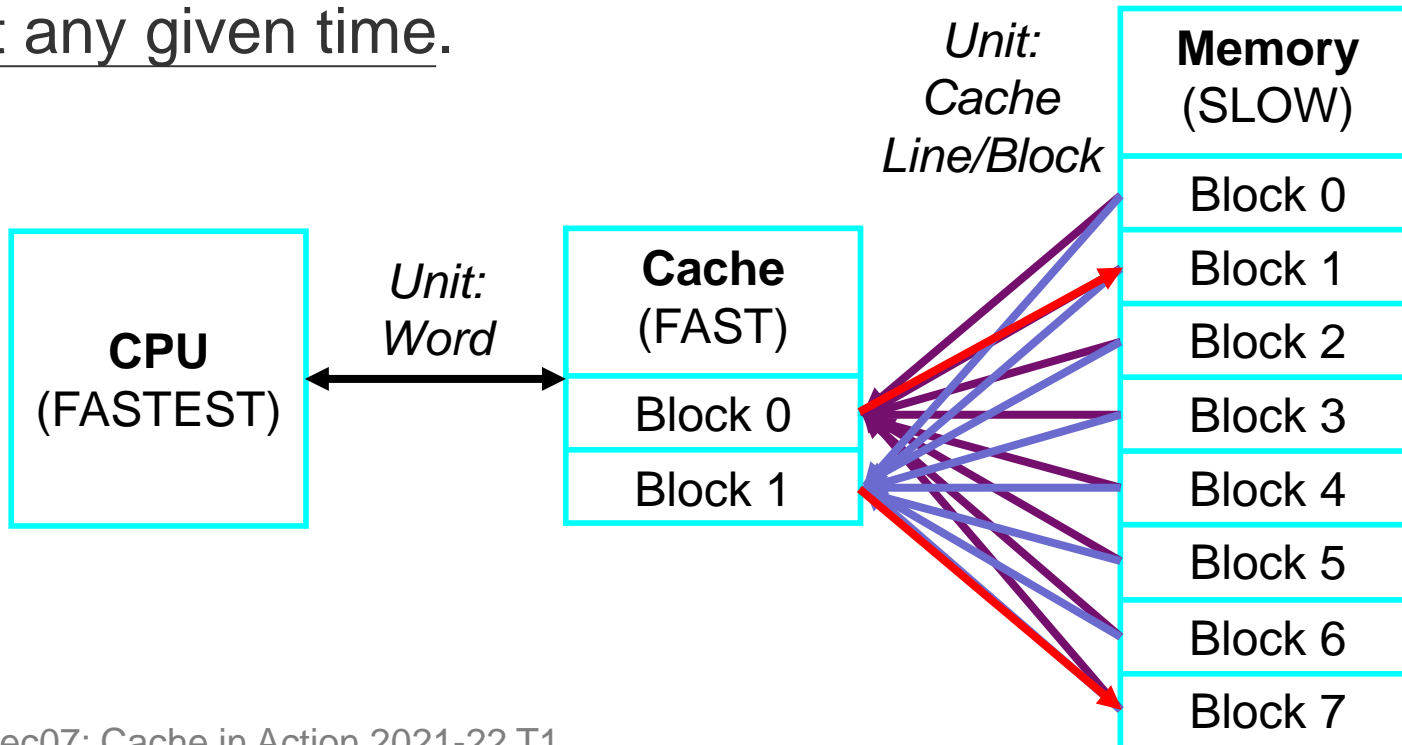 any given time.
Unit:
Cache
Line/Block
Memory
(SLOW)
Block 0
Block 1
Block 2
Block 3
Block 4
Block 5
Block 6
Block 7
Unit:
Word
Cache
(FAST)
Block 0
Block 1
CPU
(FASTEST)
Cache in Action 2021-22 T1